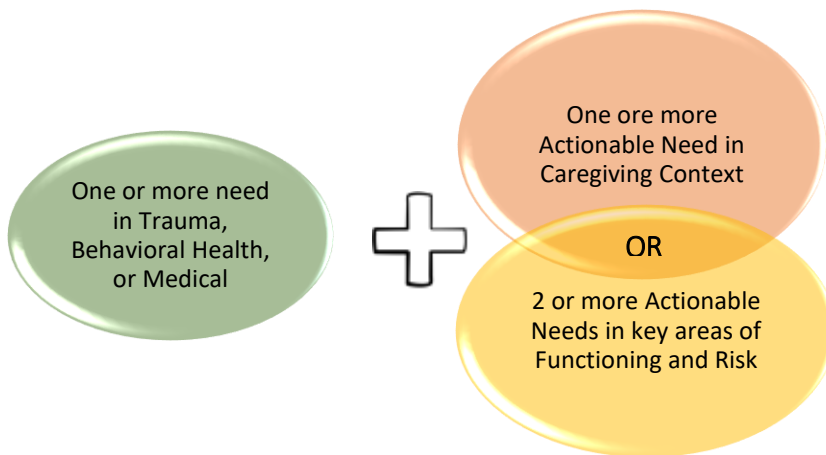 One or more need
in Trauma,
Behavioral Health,
or Medical
One ore more
Actionable Need in
Caregiving Context
OR
2 or more Actionable
Needs in key areas of
Functioning and Risk